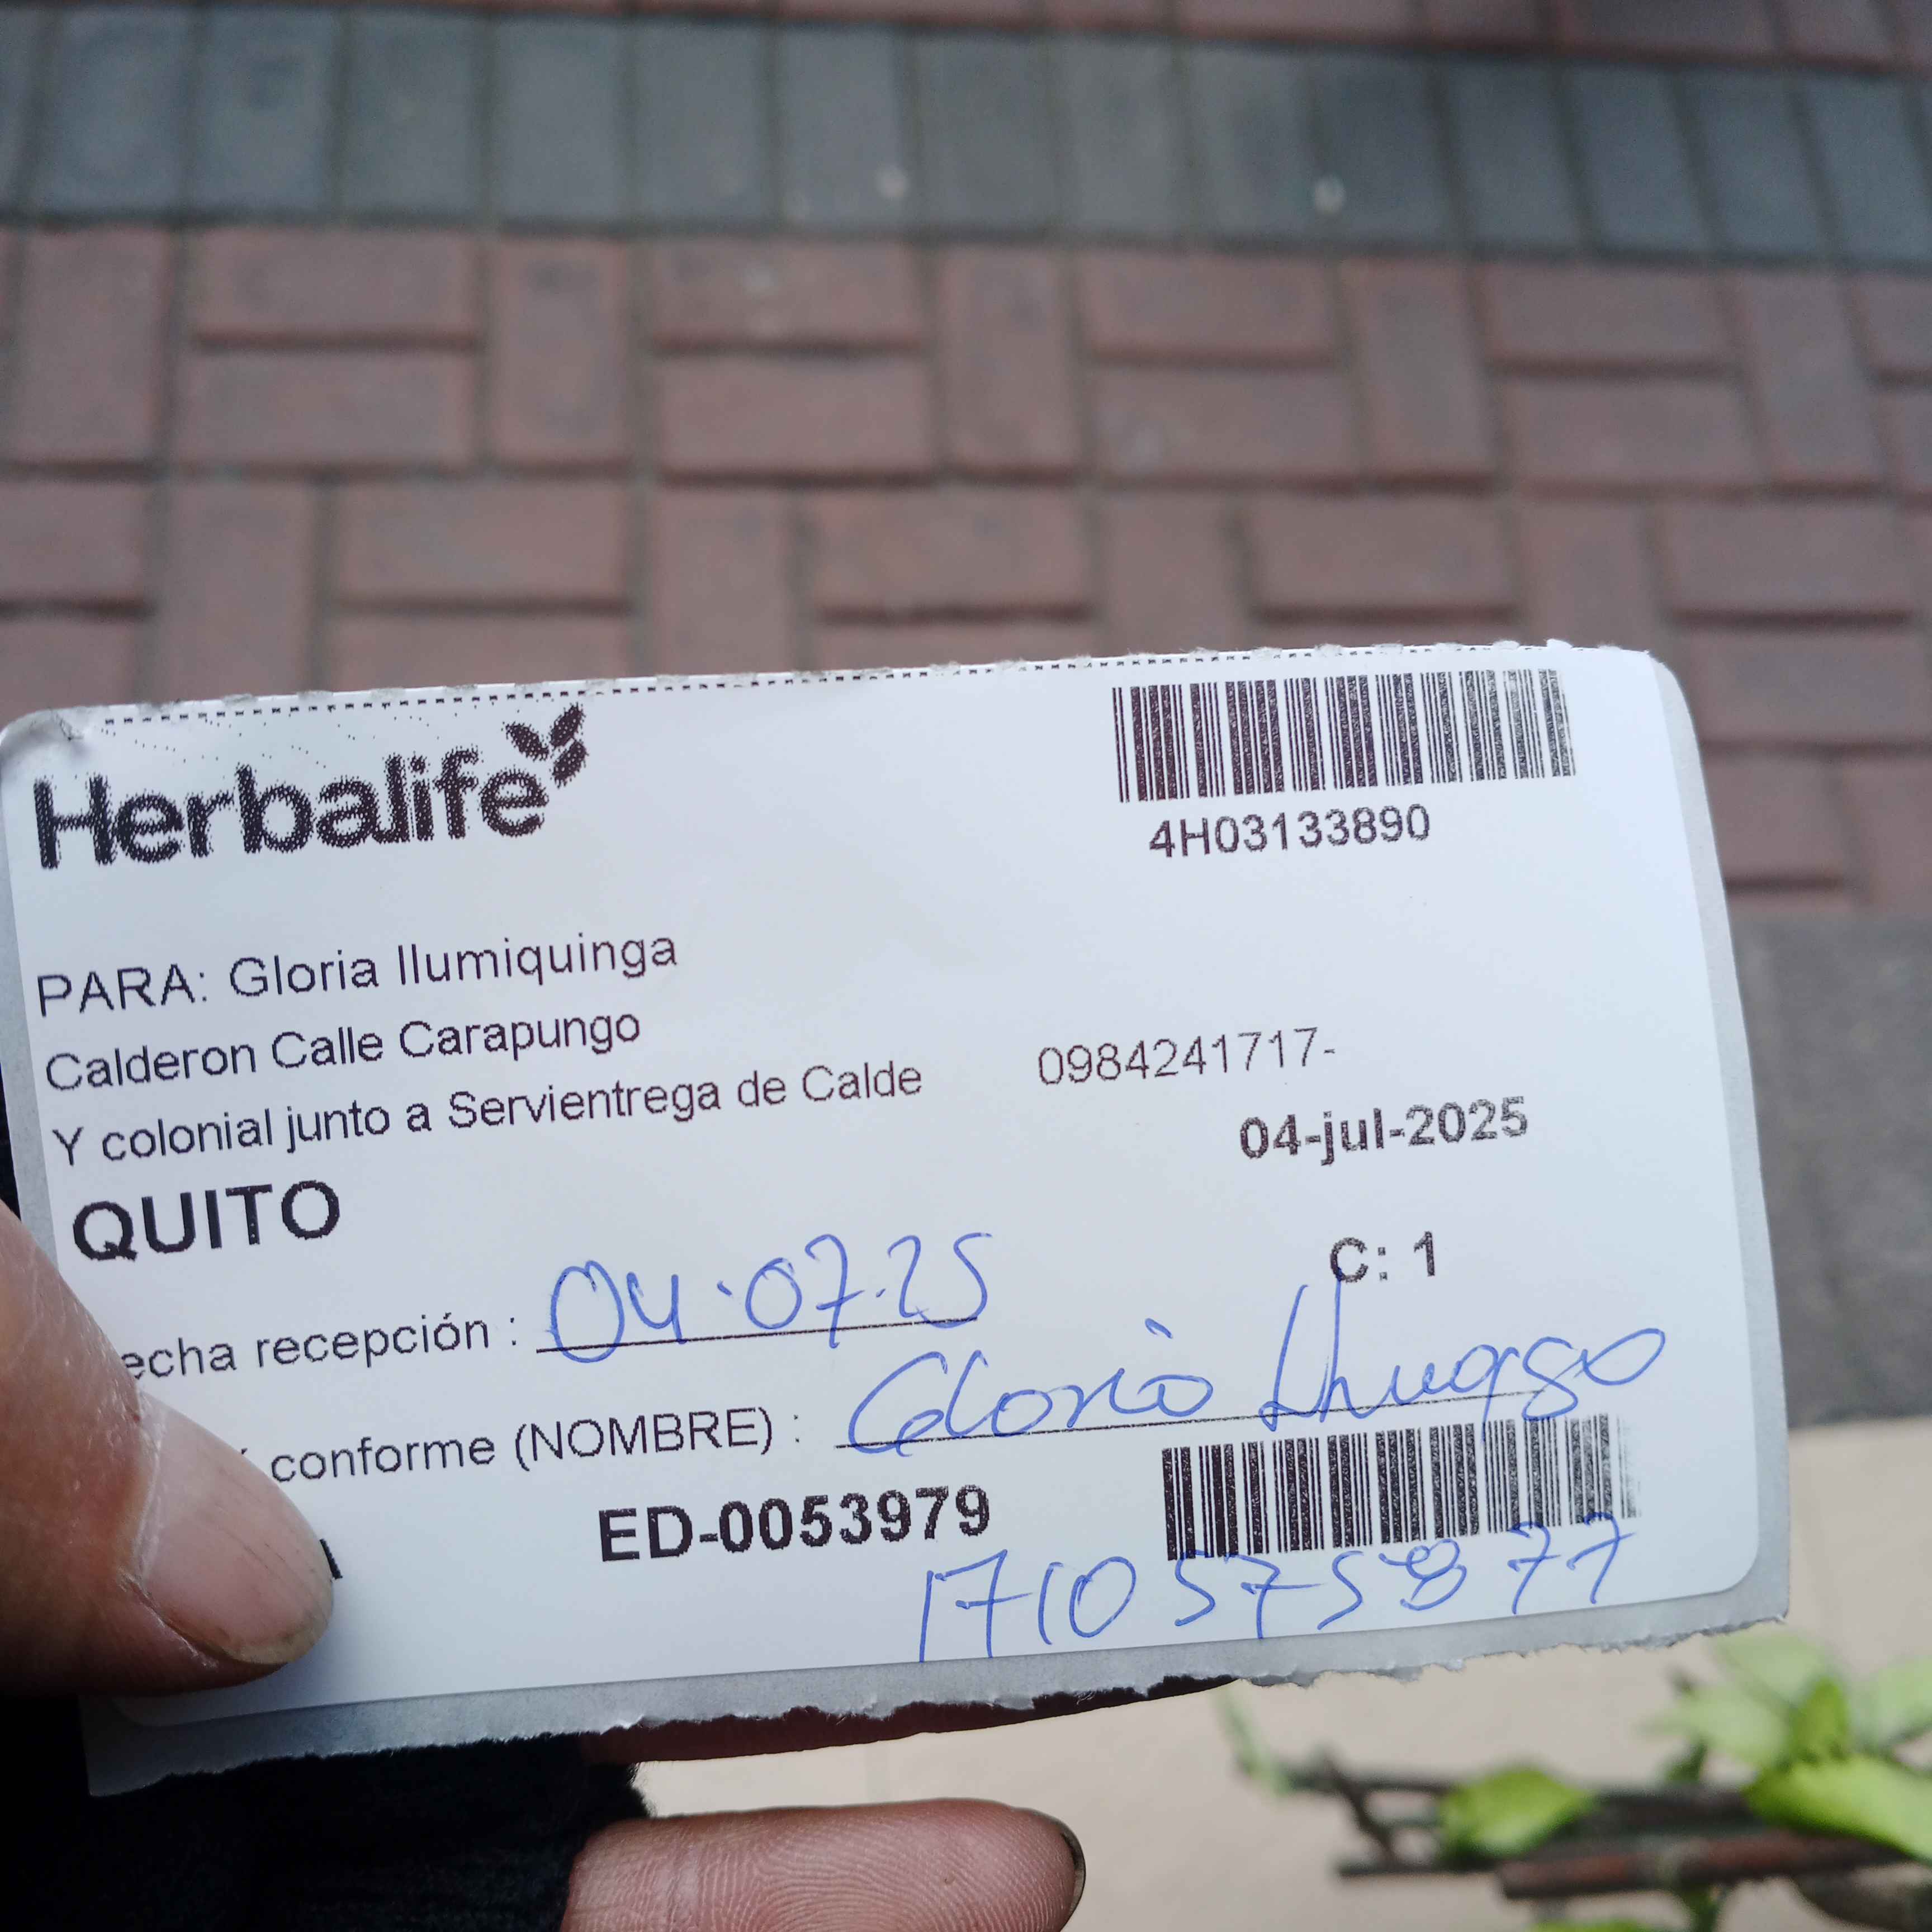 Herbalife
4H03133890
PARA: Gloria Ilumiquinga
Calderon Calle Carapungo
Y colonial junto a Servientrega de Calde 0984241717-
04-jul-2025
QUITO
C: 1
echa recepción : 04.07.25
conforme (NOMBRE) : Gloria
ED-0053979
1710575877